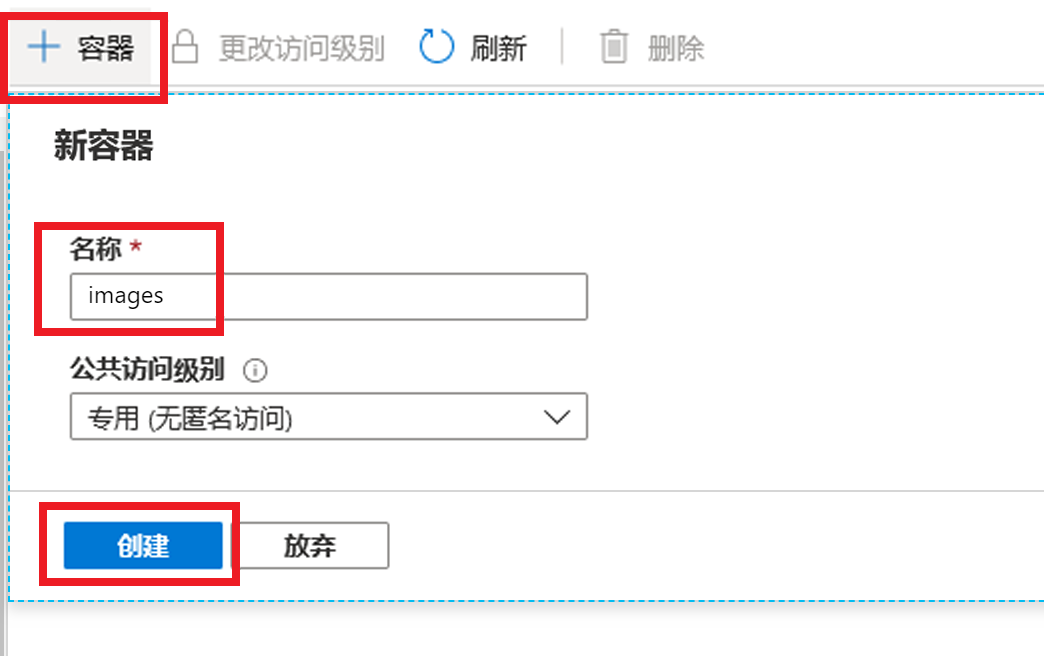 容器 更改访问级别 刷新 删除
新容器
名称 *
images
公共访问级别
专用 (无匿名访问)
创建 放弃